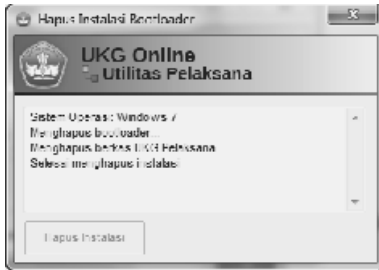 Hapus Instalasi Bootloader
UKG Online
Utilitas Pelaksana
Sistem Operasi: Windows 7
Menghapus bootloader...
Menghapus berkas UKG Pelaksana
Selesai menghapus instalasi
Hapus Instalasi